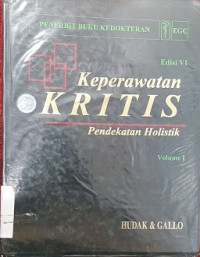 PENERBIT BUKU KEDOKTERAN EGC
Edisi VI
Keperawatan
KRITIS
Pendekatan Holistik
Volume I
HUDAK & GALLO